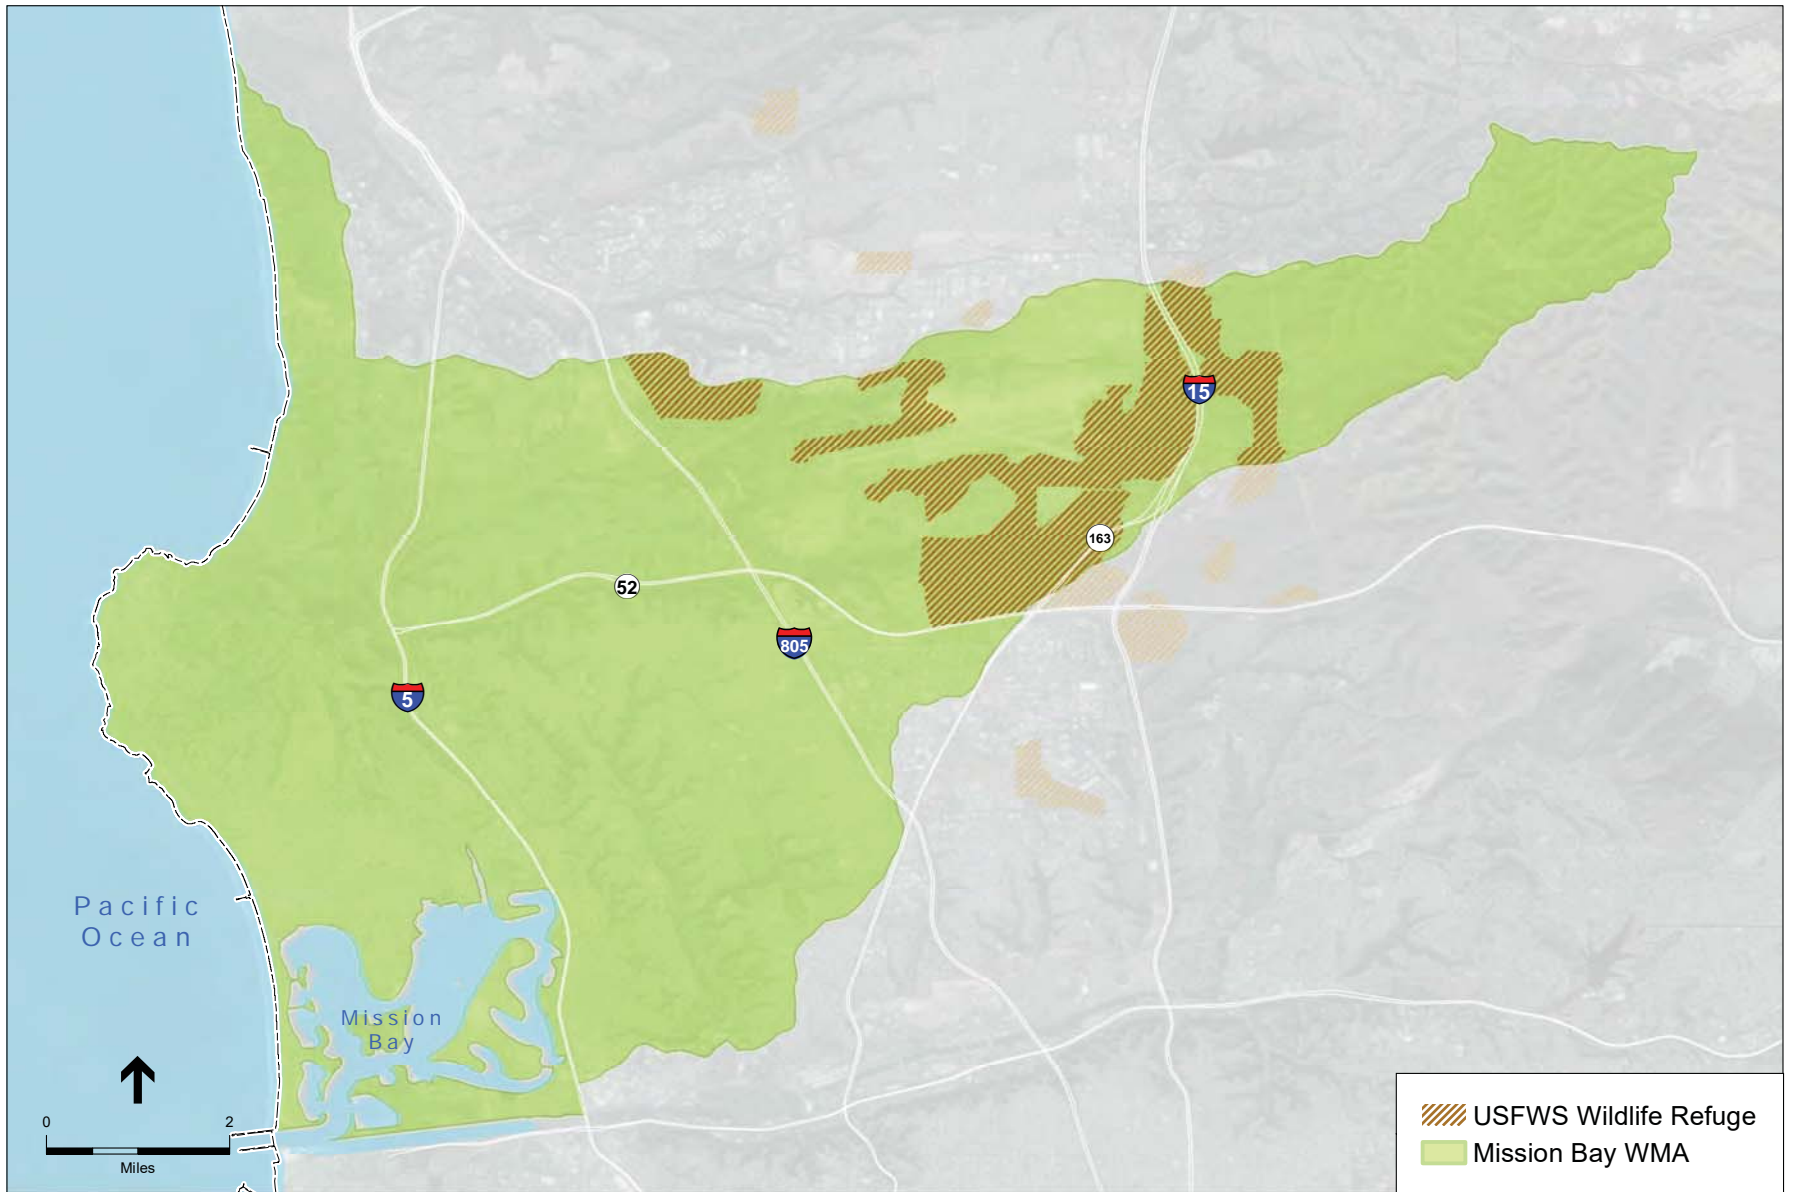 15
163
52
805
5
Pacific
Ocean
Mission
Bay
0 2
Miles
USFWS Wildlife Refuge
Mission Bay WMA